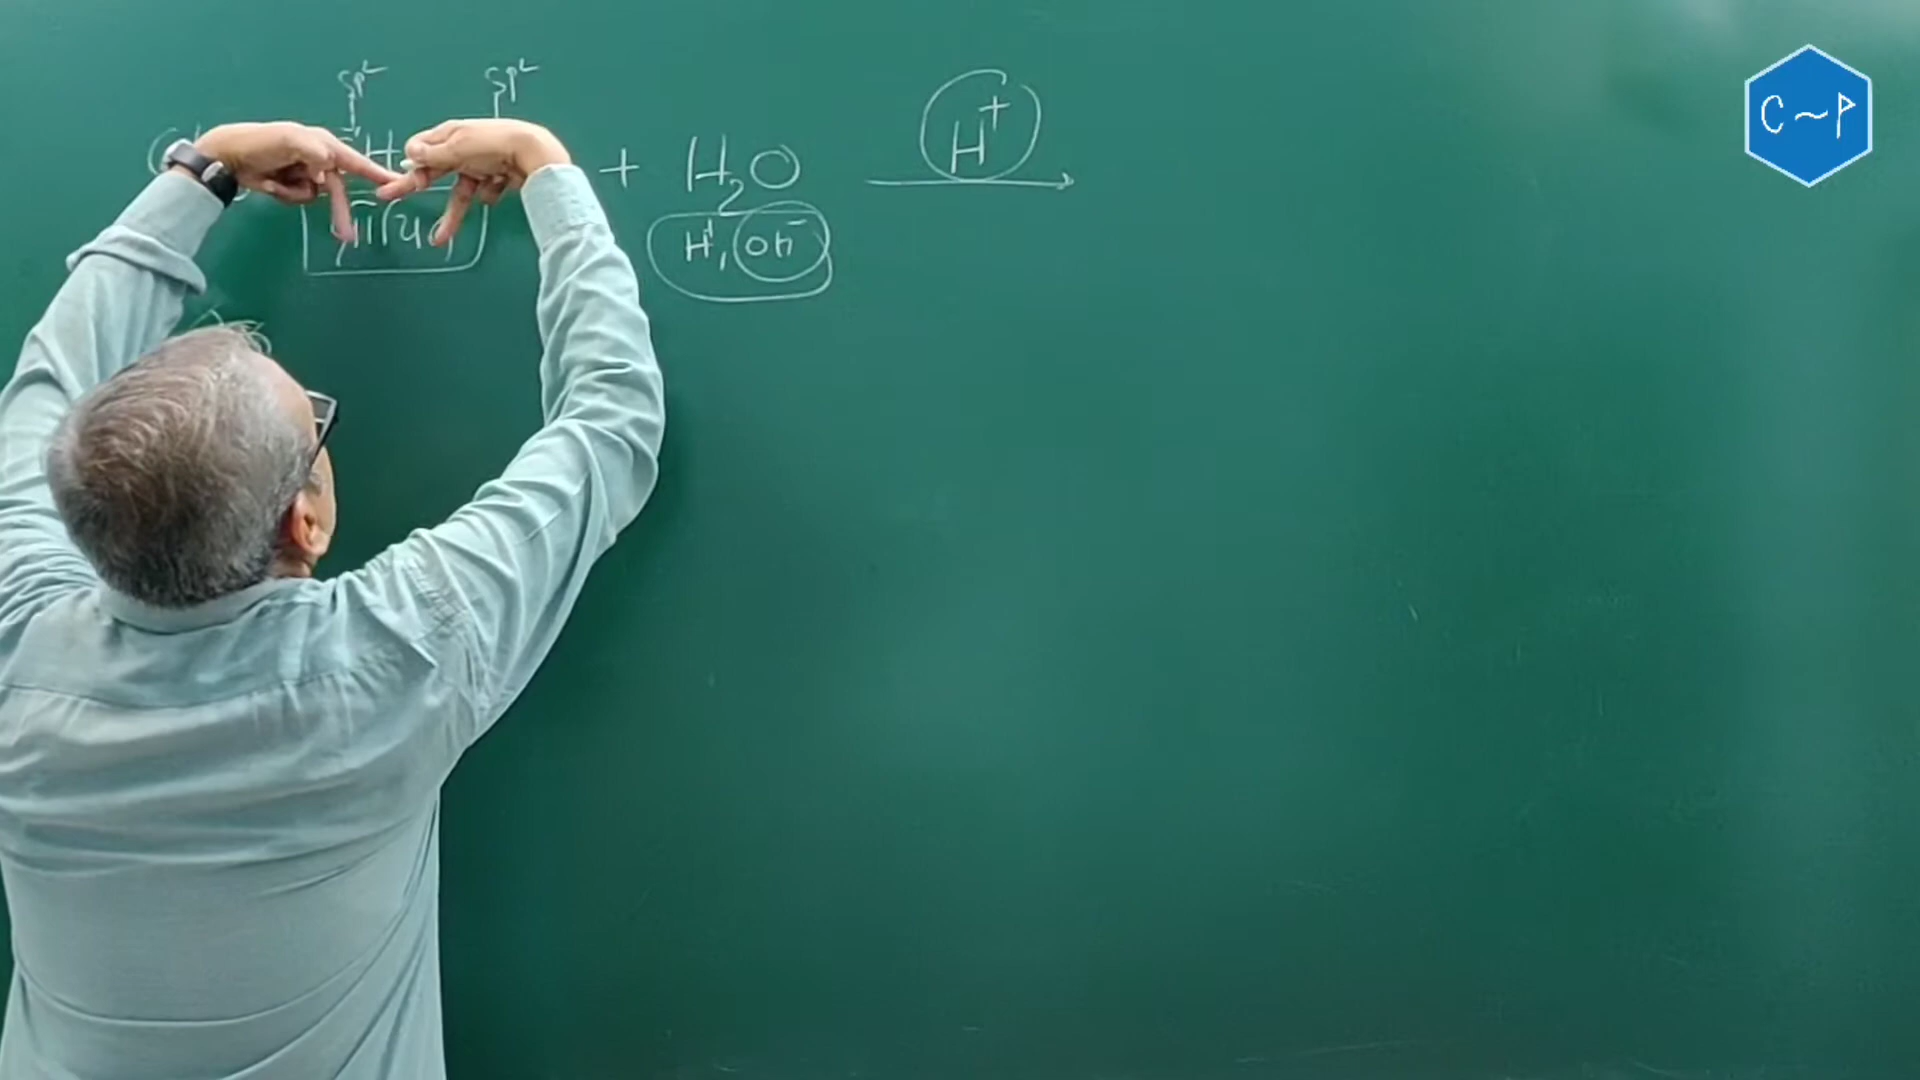 sp² sp²
H + H₂O H⁺
H⁺, OH⁻
C~P